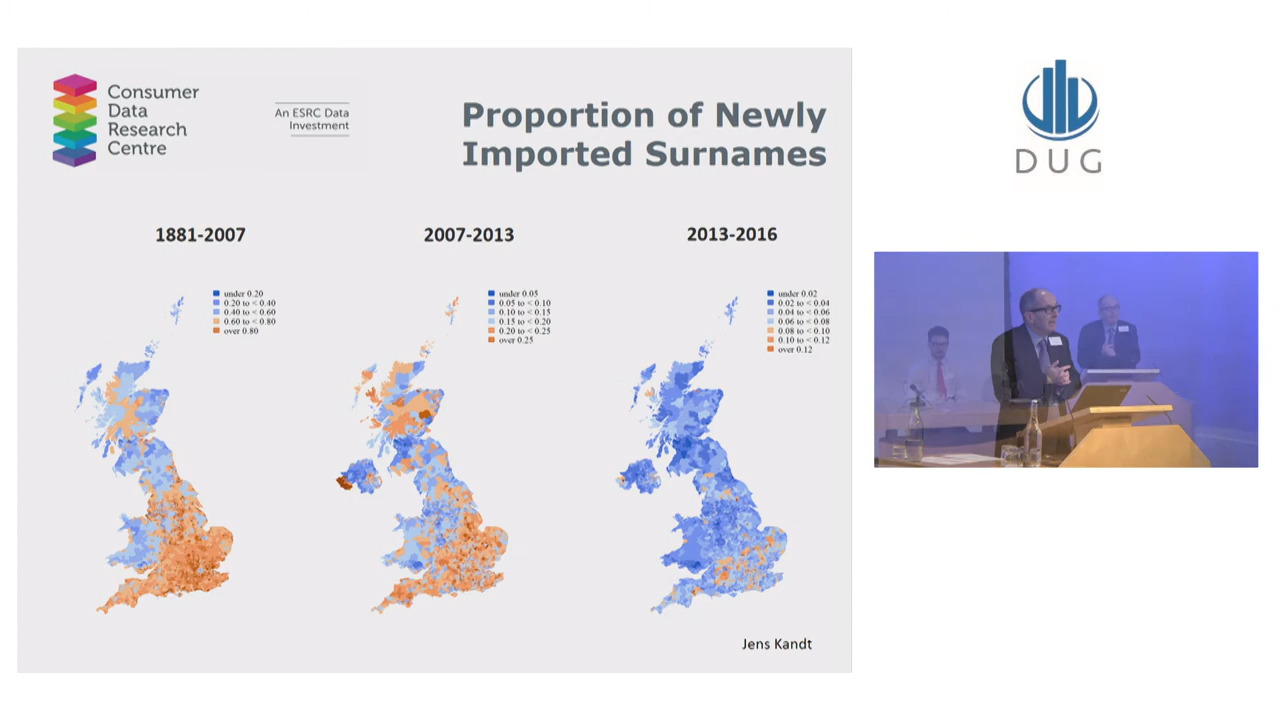 Consumer
Data
Research
Centre
An ESRC Data
Investment
Proportion of Newly
Imported Surnames
DUG
1881-2007
2007-2013
2013-2016
under 0.20
0.20 to < 0.40
0.40 to < 0.60
0.60 to < 0.80
over 0.80
under 0.05
0.05 to < 0.10
0.10 to < 0.15
0.15 to < 0.20
0.20 to < 0.25
over 0.25
under 0.02
0.02 to < 0.04
0.04 to < 0.06
0.06 to < 0.08
0.08 to < 0.10
0.10 to < 0.12
over 0.12
Jens Kandt